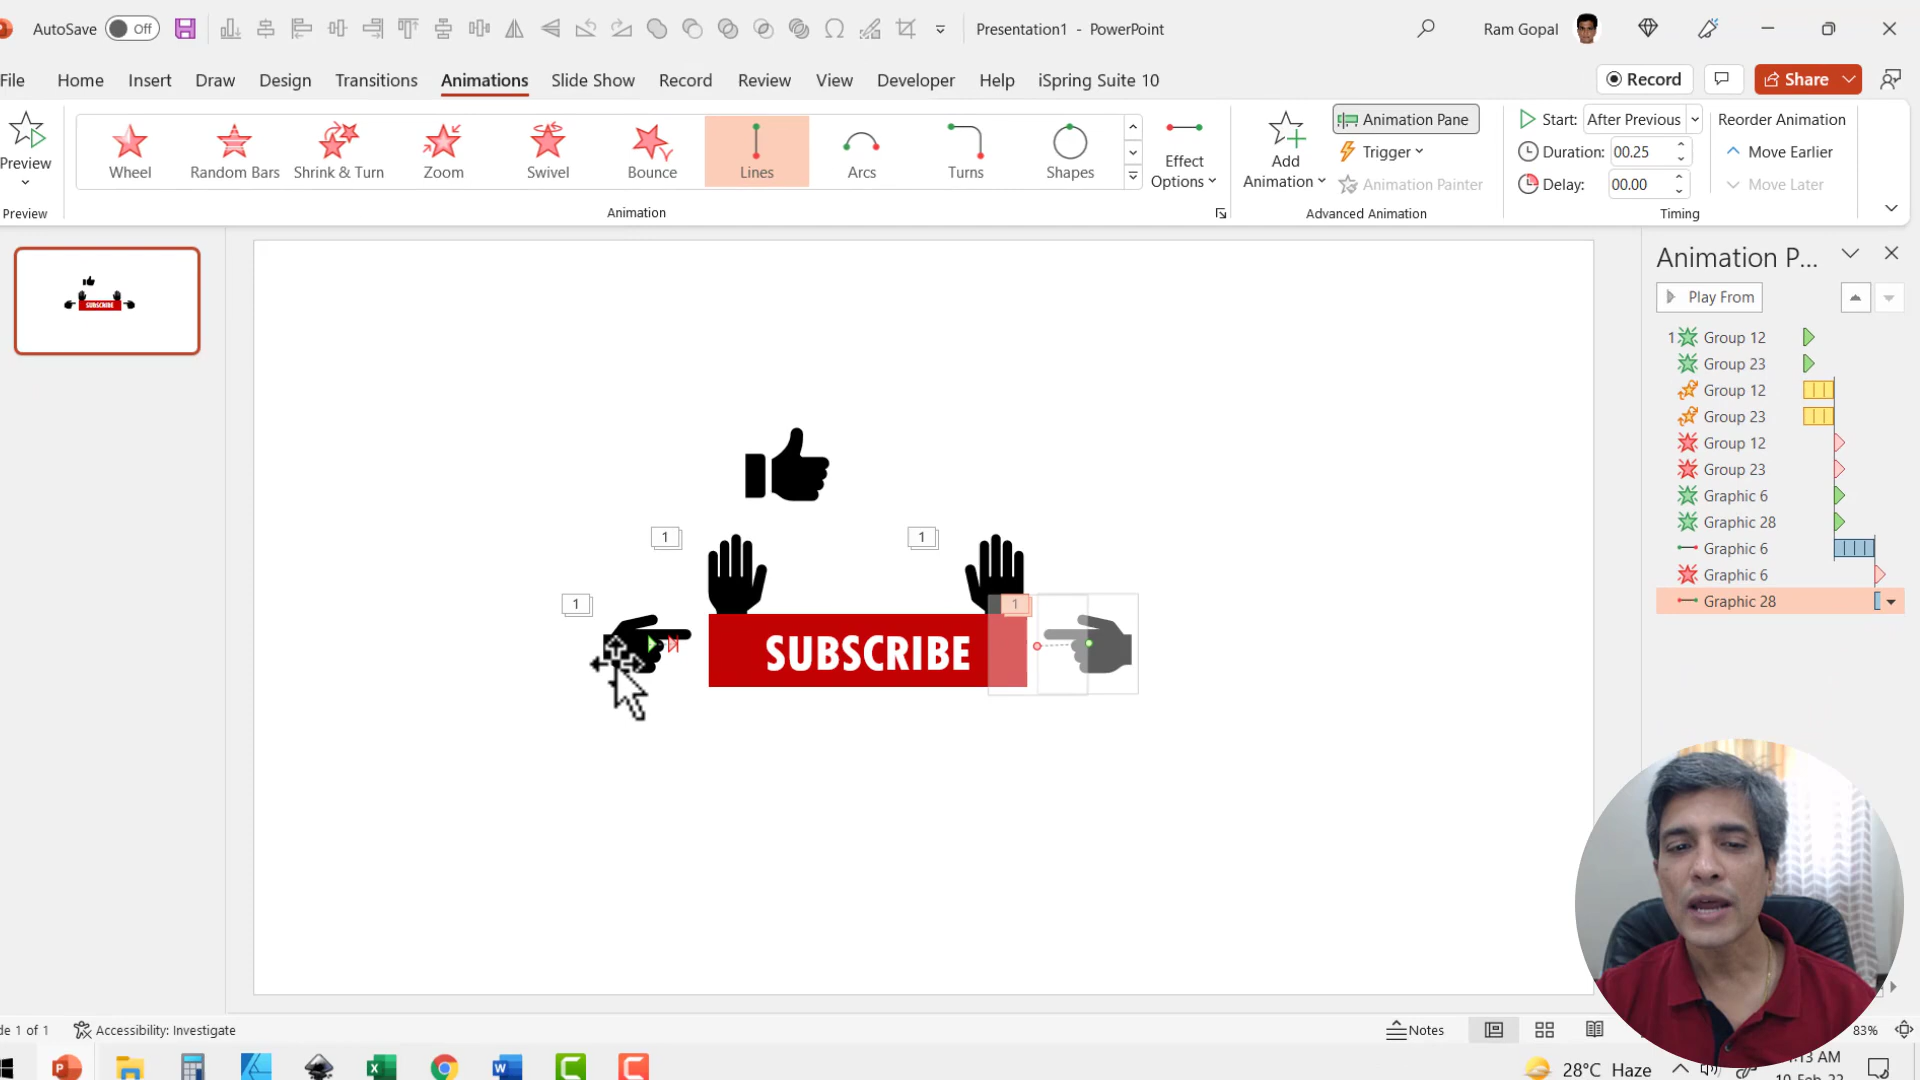 AutoSave Off Presentation1 - PowerPoint Ram Gopal
File Home Insert Draw Design Transitions Animations Slide Show Record Review View Developer Help iSpring Suite 10 Record Share
Preview
Preview
Wheel Random Bars Shrink & Turn Zoom Swivel Bounce Lines Arcs Turns Shapes
Animation
Effect
Options
Add
Animation
Animation Pane
Trigger
Animation Painter
Advanced Animation
Start: After Previous
Duration: 00.25
Delay: 00.00
Reorder Animation
Move Earlier
Move Later
Timing
SUBSCRIBE
1
1
1
1
SUBSCRIBE
Animation P...
Play From
1 Group 12
Group 23
Group 12
Group 23
Group 12
Group 23
Graphic 6
Graphic 28
Graphic 6
Graphic 6
Graphic 28
de 1 of 1 Accessibility: Investigate Notes 83%
28°C Haze
:13 AM